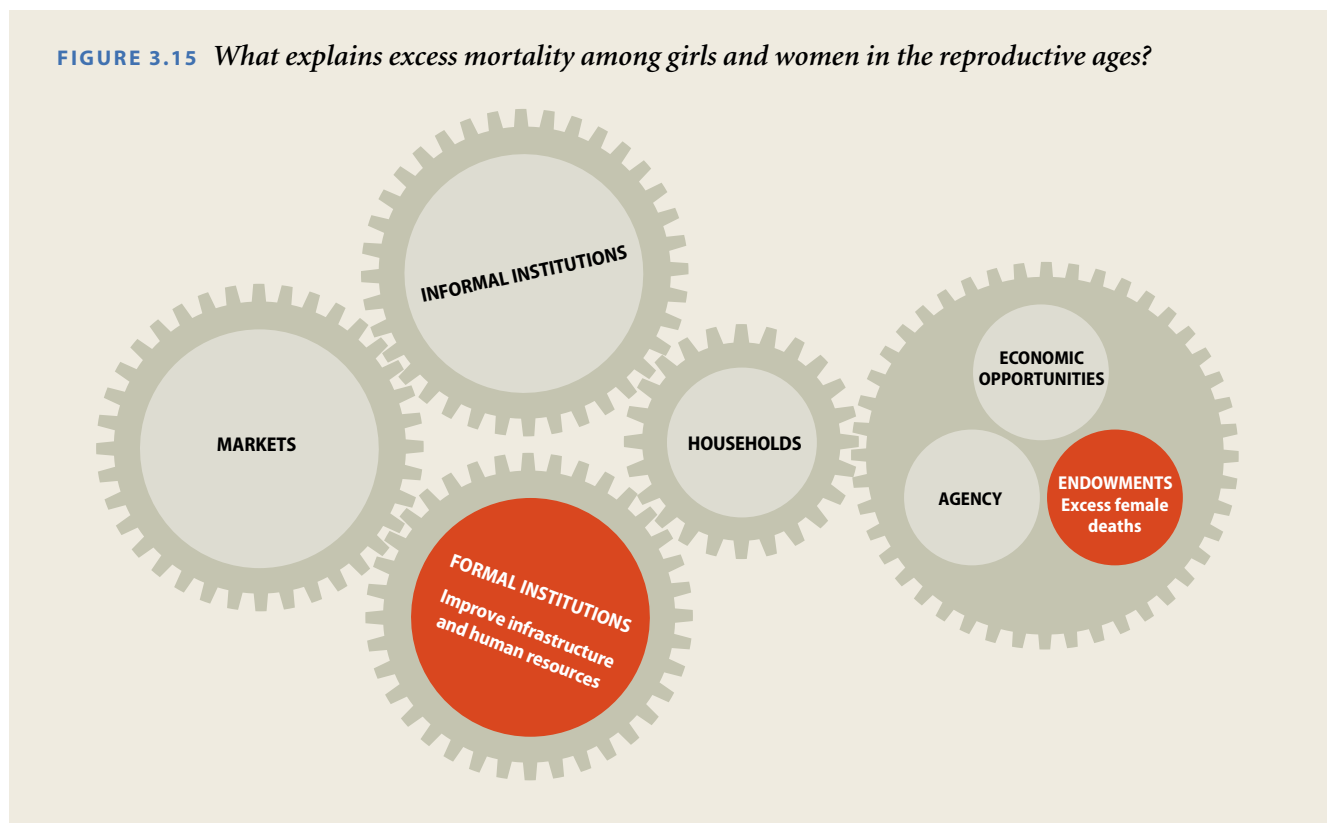 FIGURE 3.15 What explains excess mortality among girls and women in the reproductive ages?
INFORMAL INSTITUTIONS
MARKETS
HOUSEHOLDS
ECONOMIC
OPPORTUNITIES
AGENCY
ENDOWMENTS
Excess female
deaths
FORMAL INSTITUTIONS
Improve infrastructure
and human resources